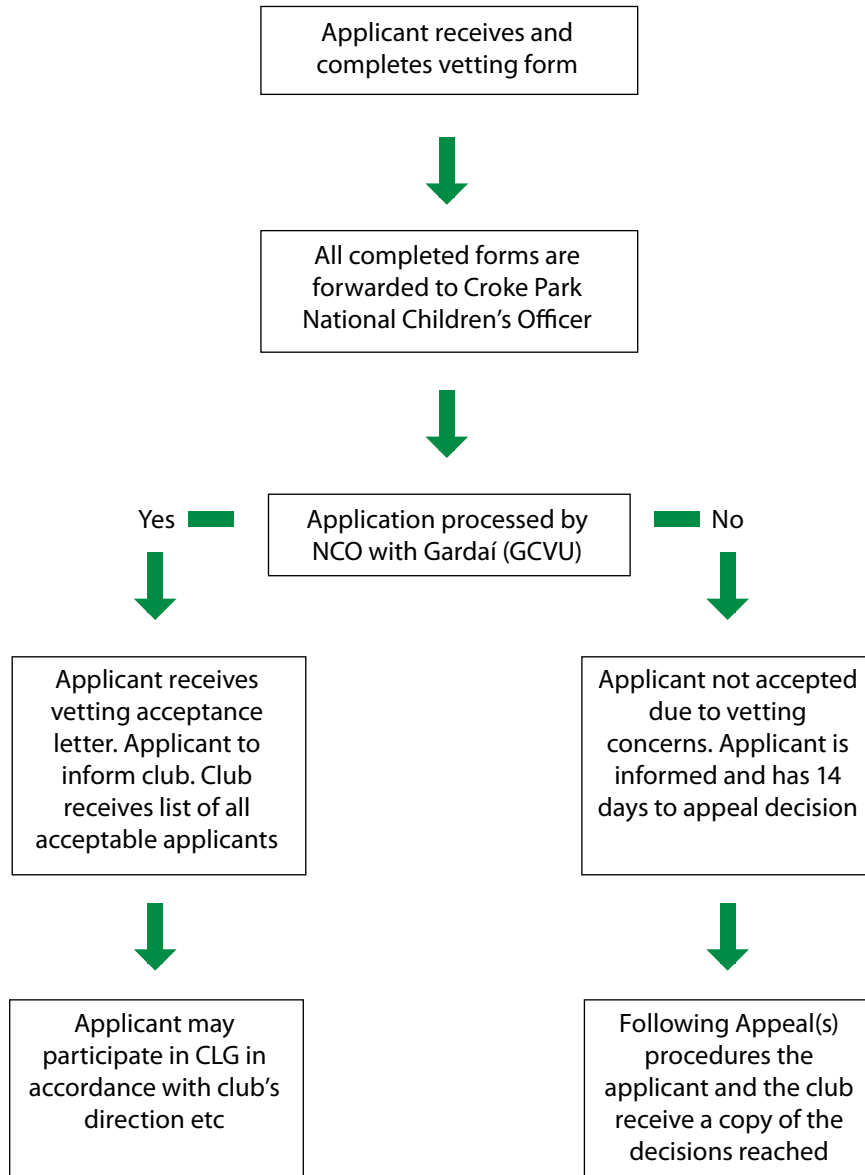 Applicant receives and
completes vetting form
All completed forms are
forwarded to Croke Park
National Children's Officer
Yes
Application processed by
NCO with Gardaí (GCVU)
No
Applicant receives
vetting acceptance
letter. Applicant to
inform club. Club
receives list of all
acceptable applicants
Applicant not accepted
due to vetting
concerns. Applicant is
informed and has 14
days to appeal decision
Applicant may
participate in CLG in
accordance with club's
direction etc
Following Appeal(s)
procedures the
applicant and the club
receive a copy of the
decisions reached